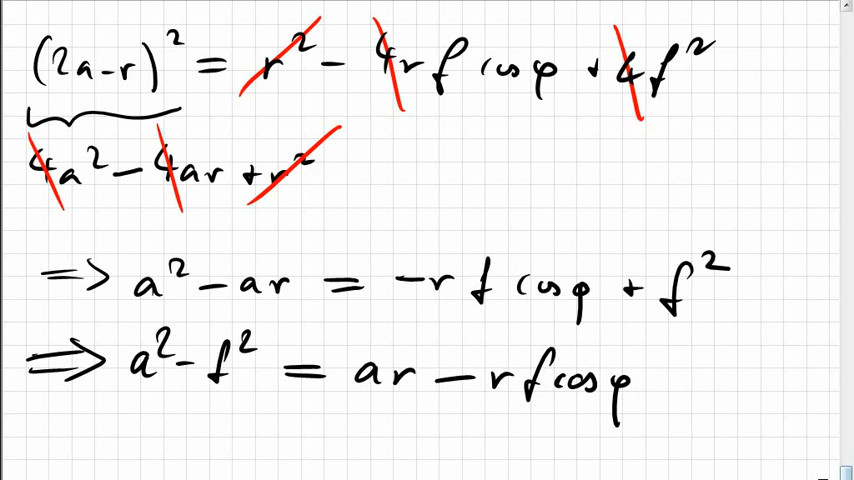 (2a-r)² = r² - 4rf cos φ + 4f²
4a² - 4ar + r²
=> a² - ar = -rf cos φ + f²
=> a² - f² = ar - rf cos φ